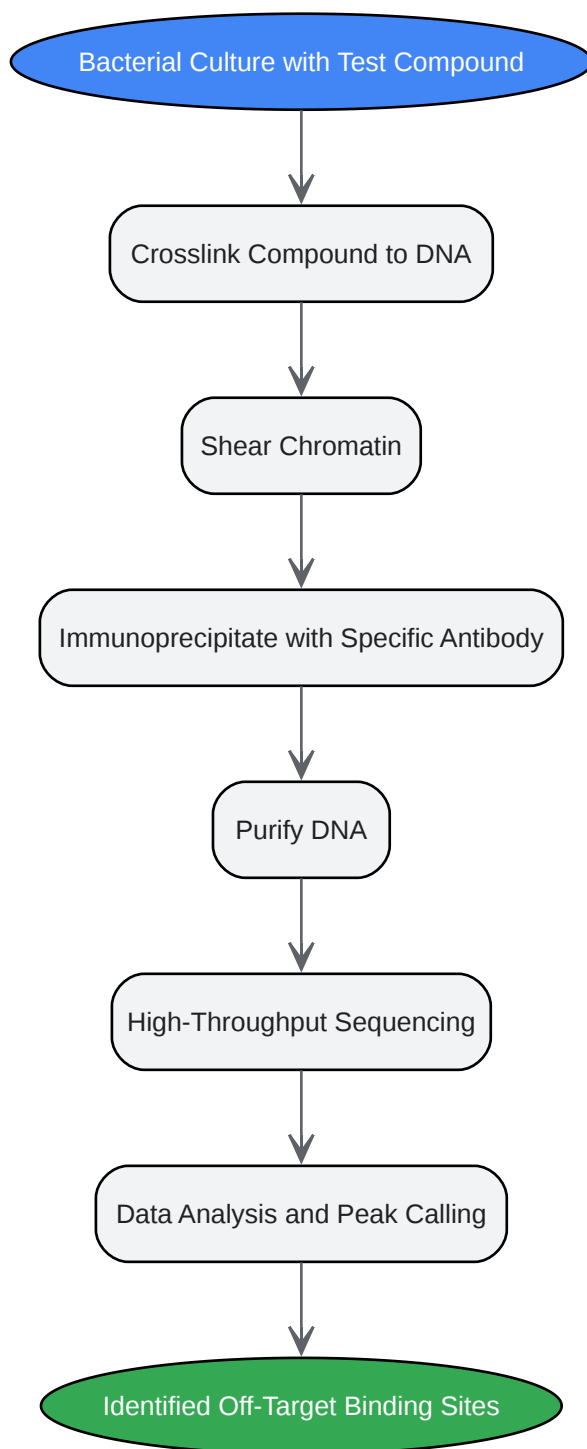 Bacterial Culture with Test Compound
Crosslink Compound to DNA
Shear Chromatin
Immunoprecipitate with Specific Antibody
Purify DNA
High-Throughput Sequencing
Data Analysis and Peak Calling
Identified Off-Target Binding Sites